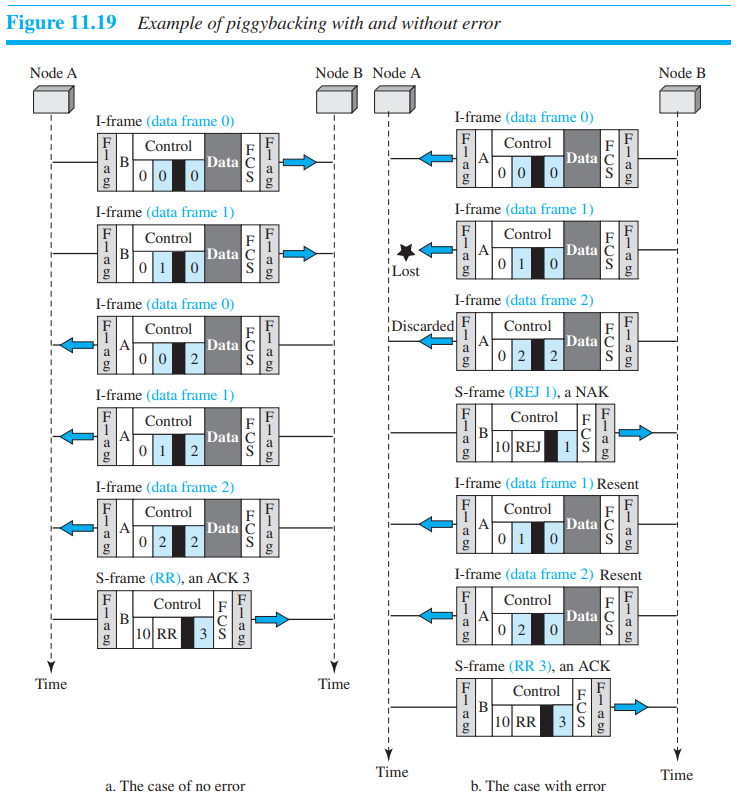 Figure 11.19 Example of piggybacking with and without error
Node A
Node B
I-frame (data frame 0)
Flag B Control 0 0 0 Data FCS Flag
I-frame (data frame 1)
Flag B Control 0 1 0 Data FCS Flag
I-frame (data frame 0)
Flag A Control 0 0 2 Data FCS Flag
I-frame (data frame 1)
Flag A Control 0 1 2 Data FCS Flag
I-frame (data frame 2)
Flag A Control 0 2 2 Data FCS Flag
S-frame (RR), an ACK 3
Flag B Control 10 RR 3 FCS Flag
Time
Time
a. The case of no error
Node A
Node B
I-frame (data frame 0)
Flag A Control 0 0 0 Data FCS Flag
I-frame (data frame 1)
Flag A Control 0 1 0 Data FCS Flag
Lost
I-frame (data frame 2)
Discarded
Flag A Control 0 2 2 Data FCS Flag
S-frame (REJ 1), a NAK
Flag B Control 10 REJ 1 FCS Flag
I-frame (data frame 1) Resent
Flag A Control 0 1 0 Data FCS Flag
I-frame (data frame 2) Resent
Flag A Control 0 2 0 Data FCS Flag
S-frame (RR 3), an ACK
Flag B Control 10 RR 3 FCS Flag
Time
Time
b. The case with error